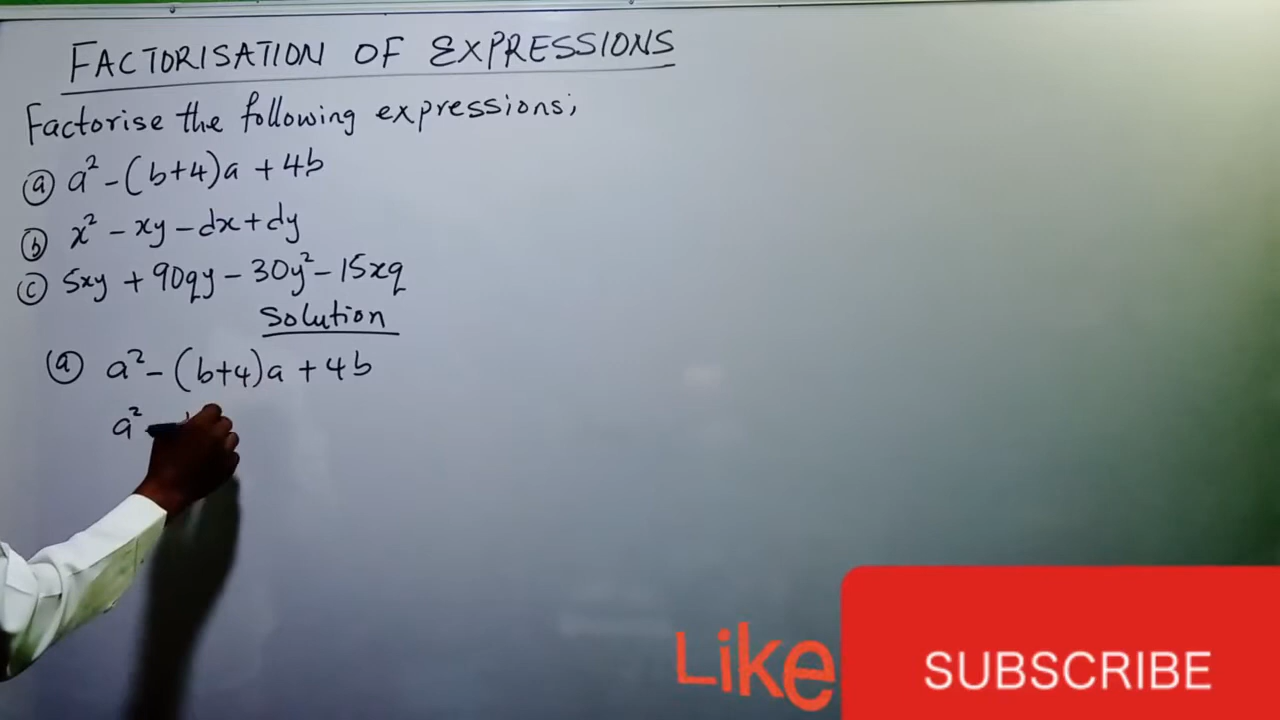 FACTORISATION OF EXPRESSIONS
Factorise the following expressions;
(a) a² - (b+4)a + 4b
(b) x² - xy - dx + dy
(c) 5xy + 90qy - 30y² - 15xq
Solution
(a) a² - (b+4)a + 4b
a² -
Like
SUBSCRIBE